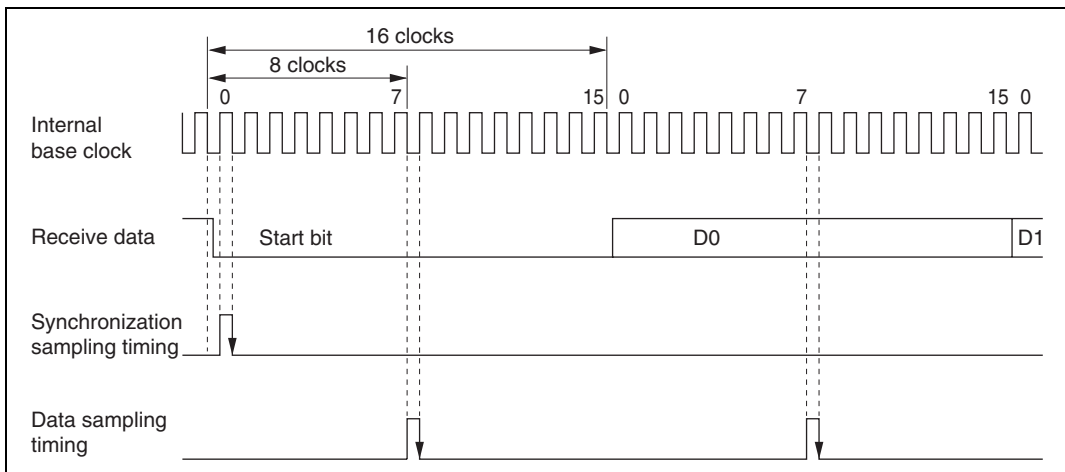 16 clocks
8 clocks
0 7 15 0 7 15 0
Internal
base clock
Receive data Start bit D0 D1
Synchronization
sampling timing
Data sampling
timing